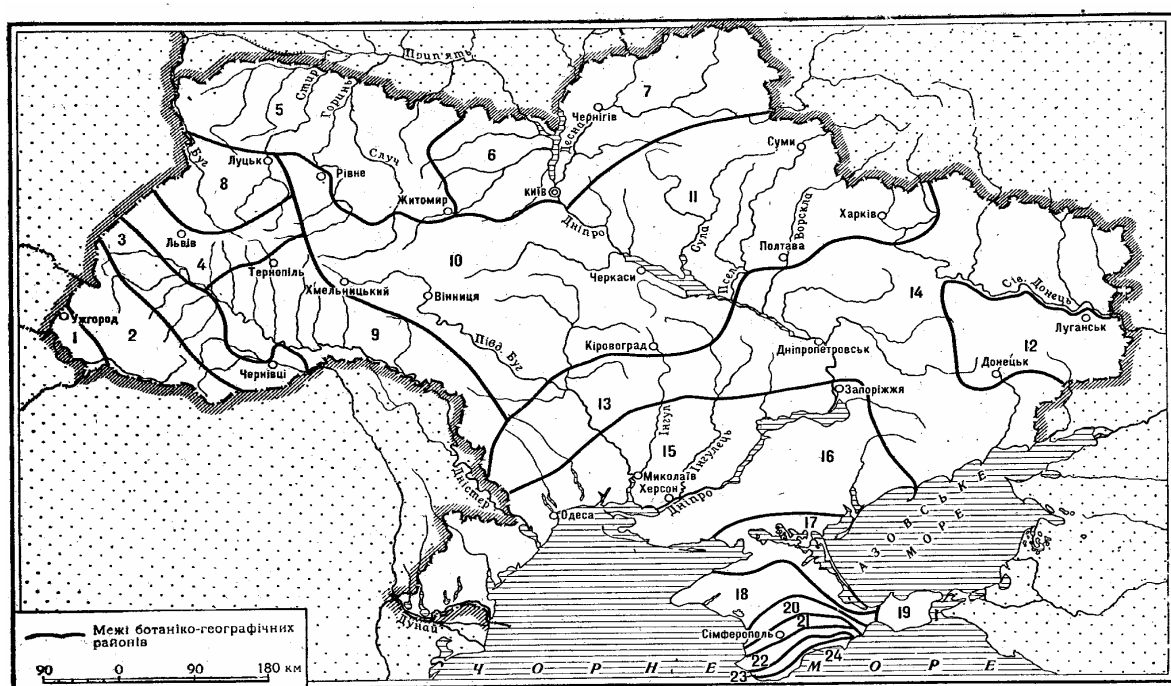 Прип'ять
Стир
Горинь
5
7
Чернігів
Десна
Случ
6
Суми
Буг
Луцьк
8
Рівне
Житомир
КИЇВ
11
Сула
Ворскла
Харків
Дніпро
Львів
3
4
Тернопіль
10
Полтава
Псел
Черкаси
Хмельницький
Вінниця
14
Сів. Донець
Ужгород
1
2
9
Півд. Буг
Луганськ
Кіровоград
Дніпропетровськ
12
Чернівці
Донецьк
Запоріжжя
13
Інгул
15
Інгулець
16
Дністер
Миколаїв
Херсон
Дніпро
Одеса
17
АЗОВСЬКЕ
МОРЕ
18
20
19
21
Сімферополь
Дунай
22
24
23
ЧОРНЕ МОРЕ
Межі ботаніко-географічних
районів
90 0 90 180 км